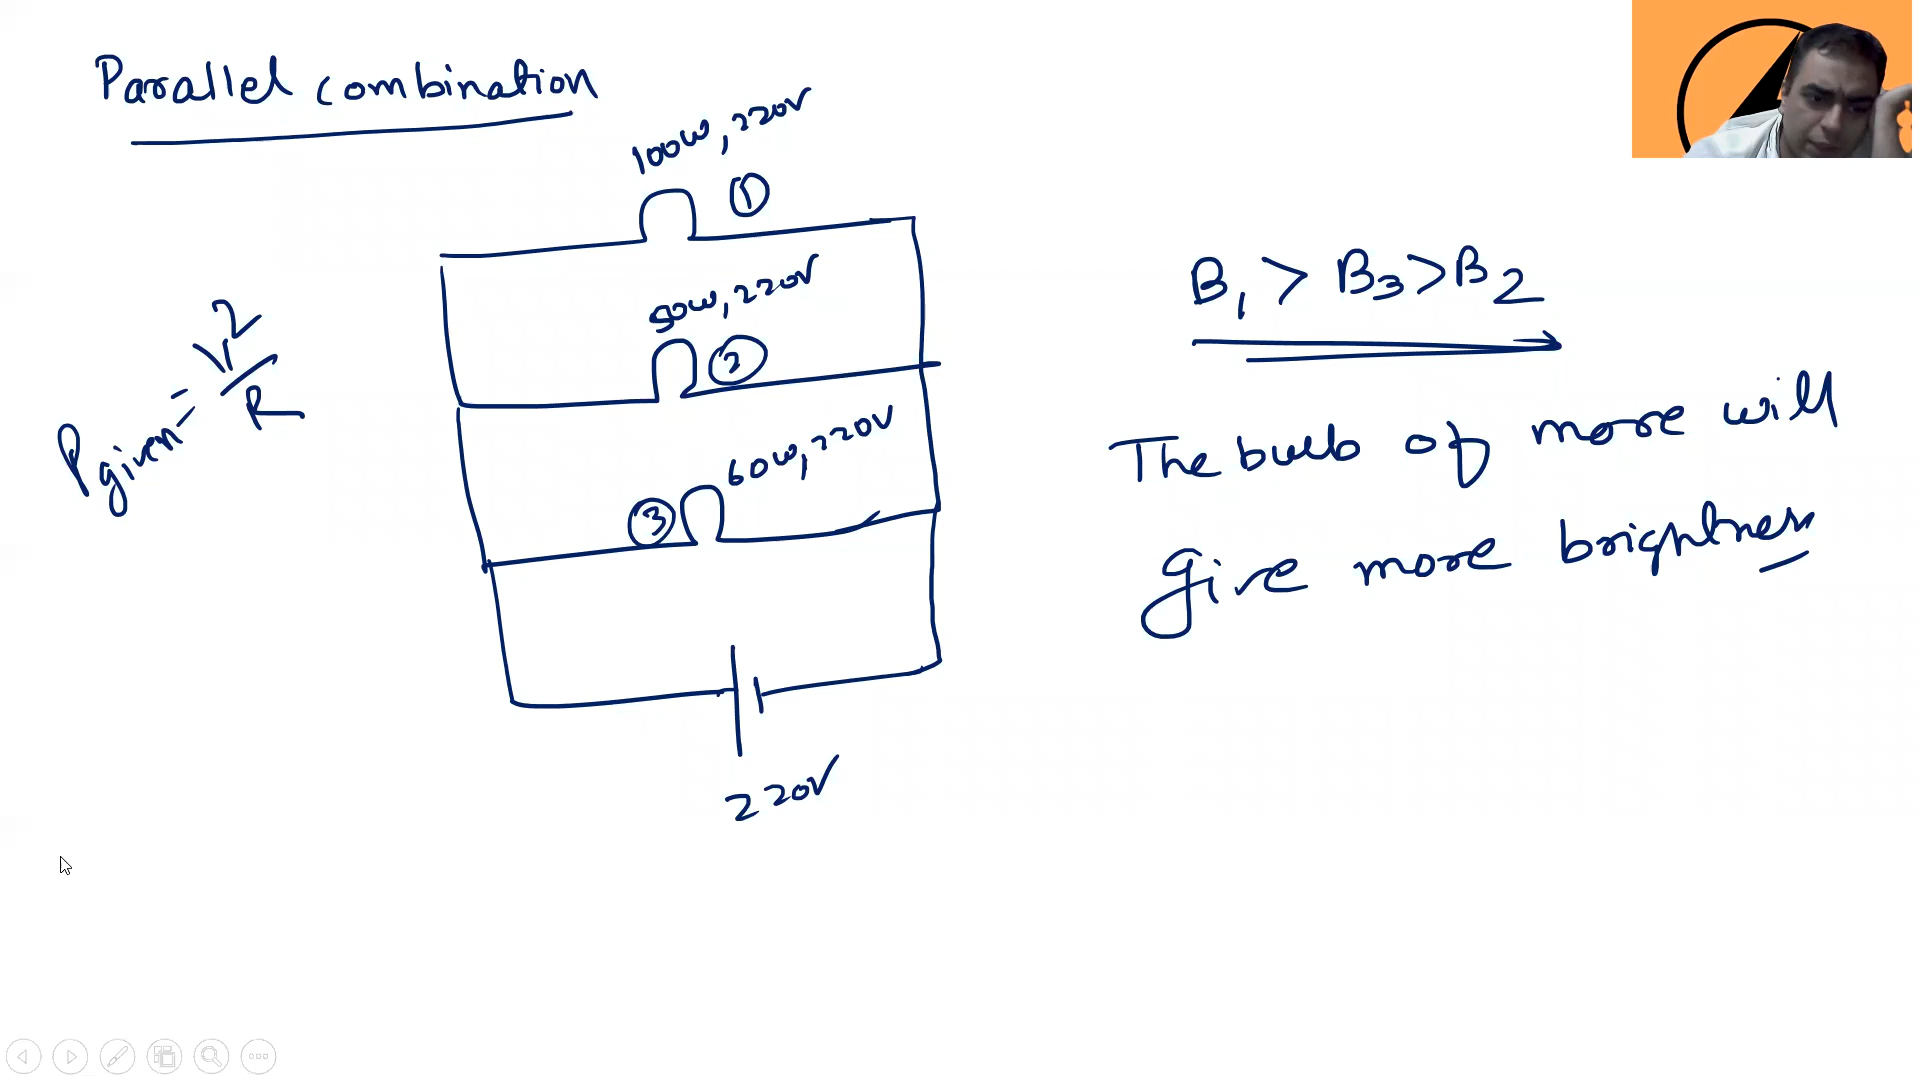 Parallel combination
100W, 220V
1
50W, 220V
2
60W, 220V
3
220V
Pgiven = V²/R
B1 > B3 > B2
The bulb of more will
give more brightness